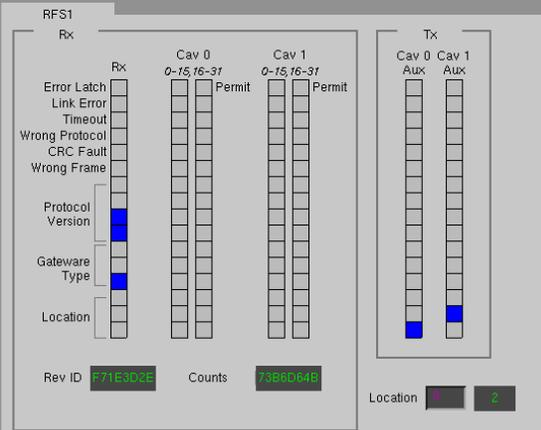 RFS1
Rx
Tx
Rx
Cav 0
0-15,16-31
Cav 1
0-15,16-31
Cav 0 Cav 1
Aux Aux
Error Latch
Permit
Permit
Link Error
Timeout
Wrong Protocol
CRC Fault
Wrong Frame
Protocol
Version
Gateware
Type
Location
Rev ID F71E3D2E Counts 73B6D64B
Location 0 2